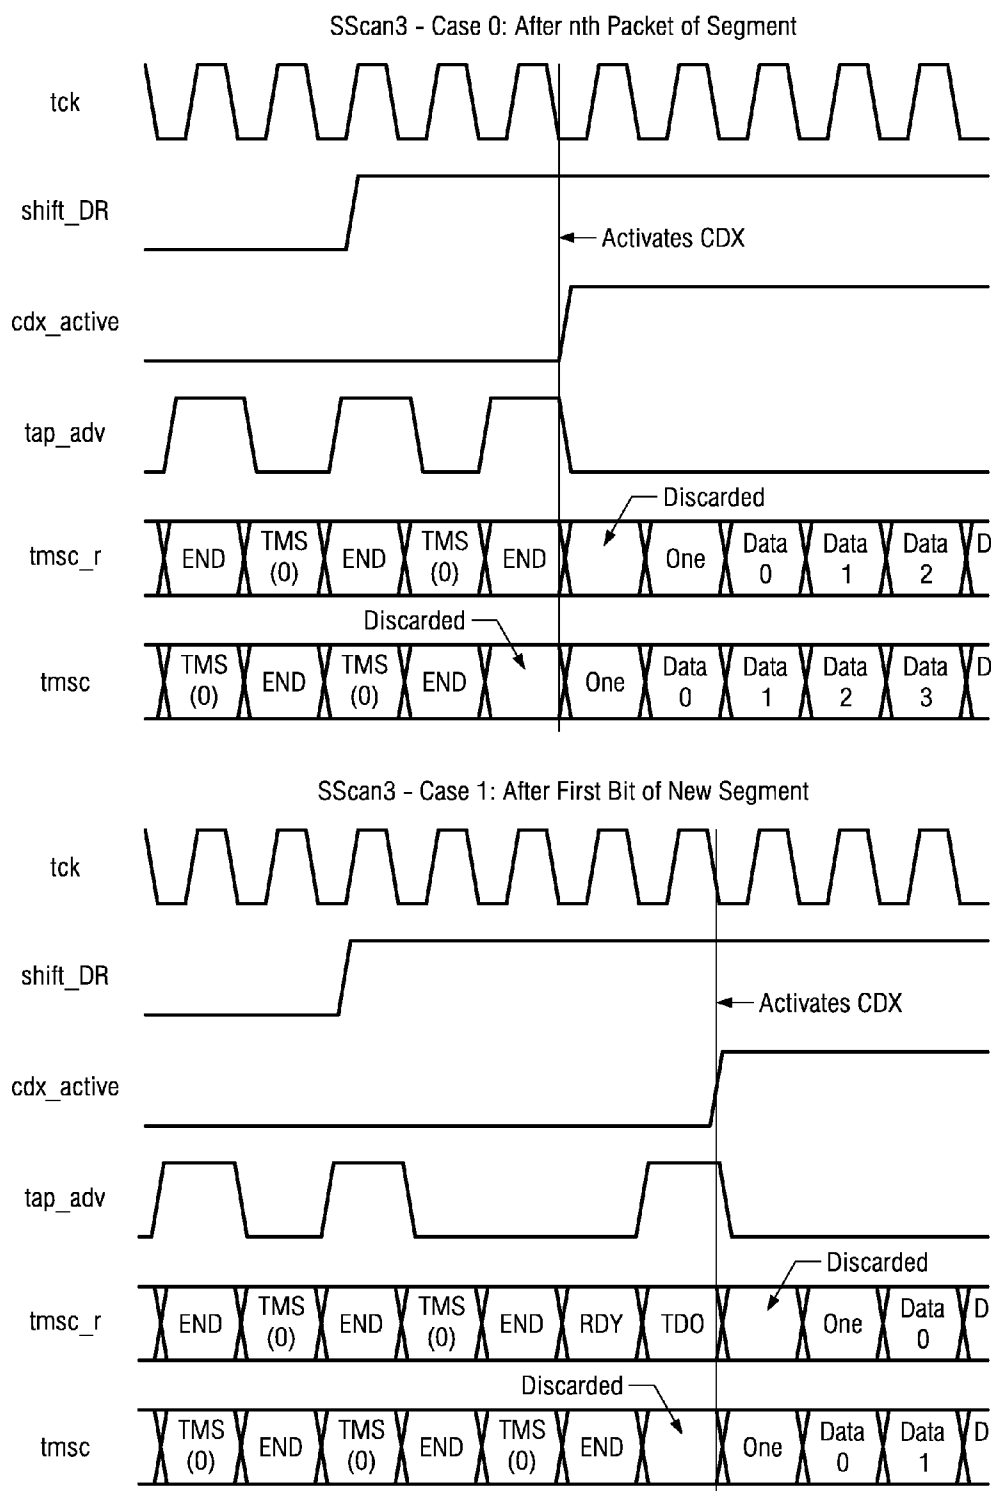 SScan3 - Case 0: After nth Packet of Segment
tck
shift_DR
Activates CDX
cdx_active
tap_adv
Discarded
tmsc_r
END
TMS
(0)
END
TMS
(0)
END
One
Data
0
Data
1
Data
2
D
Discarded
tmsc
TMS
(0)
END
TMS
(0)
END
One
Data
0
Data
1
Data
2
Data
3
D
SScan3 - Case 1: After First Bit of New Segment
tck
shift_DR
Activates CDX
cdx_active
tap_adv
Discarded
tmsc_r
END
TMS
(0)
END
TMS
(0)
END
RDY
TDO
One
Data
0
D
Discarded
tmsc
TMS
(0)
END
TMS
(0)
END
TMS
(0)
END
One
Data
0
Data
1
D